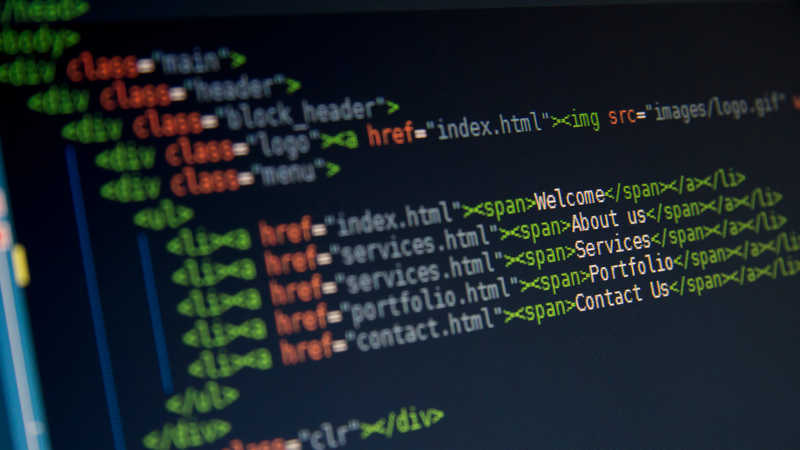 </head>
<body>
<div class="main">
<div class="header">
<div class="block_header">
<div class="logo"><a href="index.html"><img src="images/logo.gif"
<div class="menu">
<ul>
<li><a href="index.html"><span>Welcome</span></a></li>
<li><a href="services.html"><span>About us</span></a></li>
<li><a href="services.html"><span>Services</span></a></li>
<li><a href="portfolio.html"><span>Portfolio</span></a></li>
<li><a href="contact.html"><span>Contact Us</span></a></li>
</ul>
</div>
class="clr"></div>